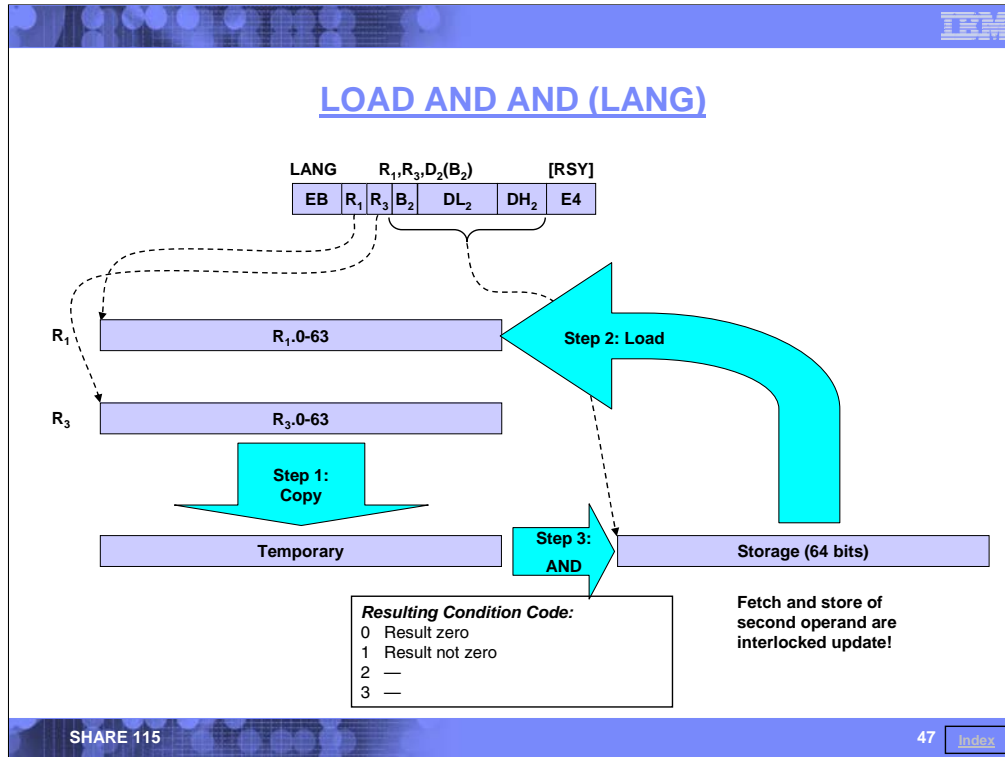 IBM
LOAD AND AND (LANG)
LANG R₁,R₃,D₂(B₂) [RSY]
EB R₁ R₃ B₂ DL₂ DH₂ E4
R₁ R₁.0-63
Step 2: Load
R₃ R₃.0-63
Step 1:
Copy
Temporary
Step 3:
AND
Storage (64 bits)
Resulting Condition Code:
0 Result zero
1 Result not zero
2 —
3 —
Fetch and store of
second operand are
interlocked update!
SHARE 115
47 Index